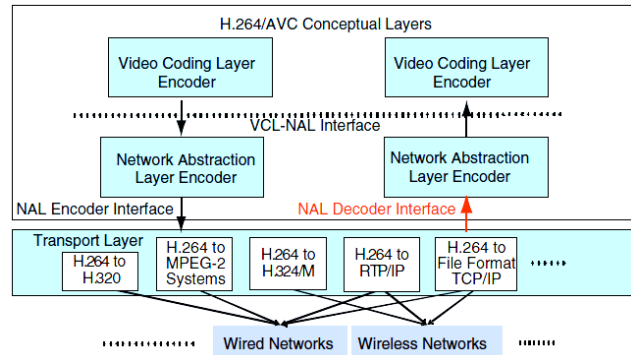 H.264/AVC Conceptual Layers
Video Coding Layer
Encoder
Video Coding Layer
Encoder
VCL-NAL Interface
Network Abstraction
Layer Encoder
Network Abstraction
Layer Encoder
NAL Encoder Interface
NAL Decoder Interface
Transport Layer
H.264 to
H.320
H.264 to
MPEG-2
Systems
H.264 to
H.324/M
H.264 to
RTP/IP
H.264 to
File Format
TCP/IP
Wired Networks
Wireless Networks